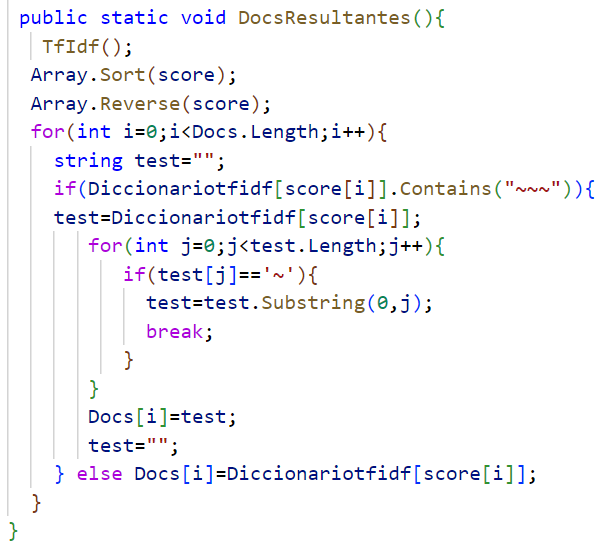 public static void DocsResultantes(){
TfIdf();
Array.Sort(score);
Array.Reverse(score);
for(int i=0;i<Docs.Length;i++){
string test="";
if(Diccionariotfidf[score[i]].Contains("~~~")){
test=Diccionariotfidf[score[i]];
for(int j=0;j<test.Length;j++){
if(test[j]=='~'){
test=test.Substring(0,j);
break;
}
}
Docs[i]=test;
test="";
} else Docs[i]=Diccionariotfidf[score[i]];
}
}